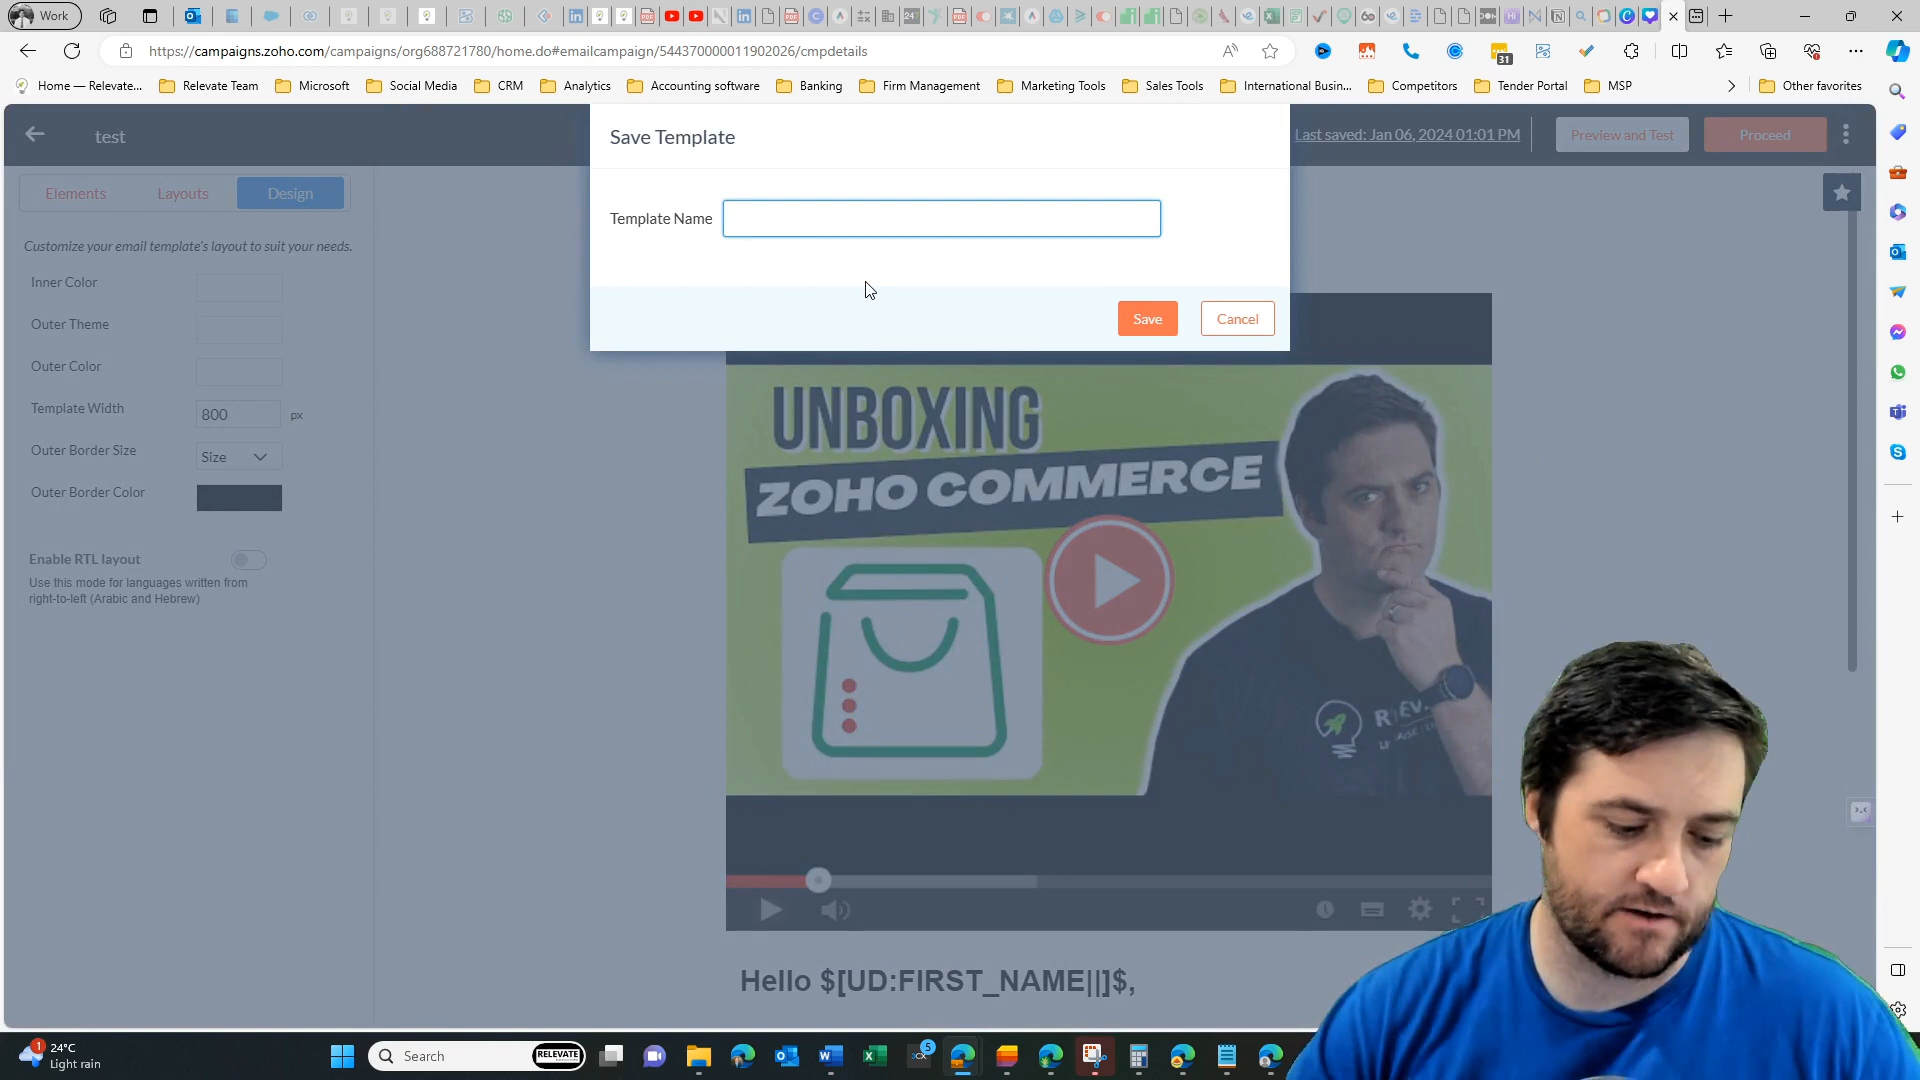 Work
https://campaigns.zoho.com/campaigns/org688721780/home.do#emailcampaign/544370000011902026/cmpdetails
31
Home — Relevate...
Relevate Team
Microsoft
Social Media
CRM
Analytics
Accounting software
Banking
Firm Management
Marketing Tools
Sales Tools
International Busin...
Competitors
Tender Portal
MSP
Other favorites
test
Save Template
Last saved: Jan 06, 2024 01:01 PM
Preview and Test
Proceed
Elements
Layouts
Design
Template Name
Customize your email template's layout to suit your needs.
Inner Color
Outer Theme
Save
Cancel
Outer Color
Template Width
800
px
Outer Border Size
Size
Outer Border Color
Enable RTL layout
Use this mode for languages written from
right-to-left (Arabic and Hebrew)
UNBOXING
ZOHO COMMERCE
Hello $[UD:FIRST_NAME||]$,
1
24°C
Light rain
Search
RELEVATE
5